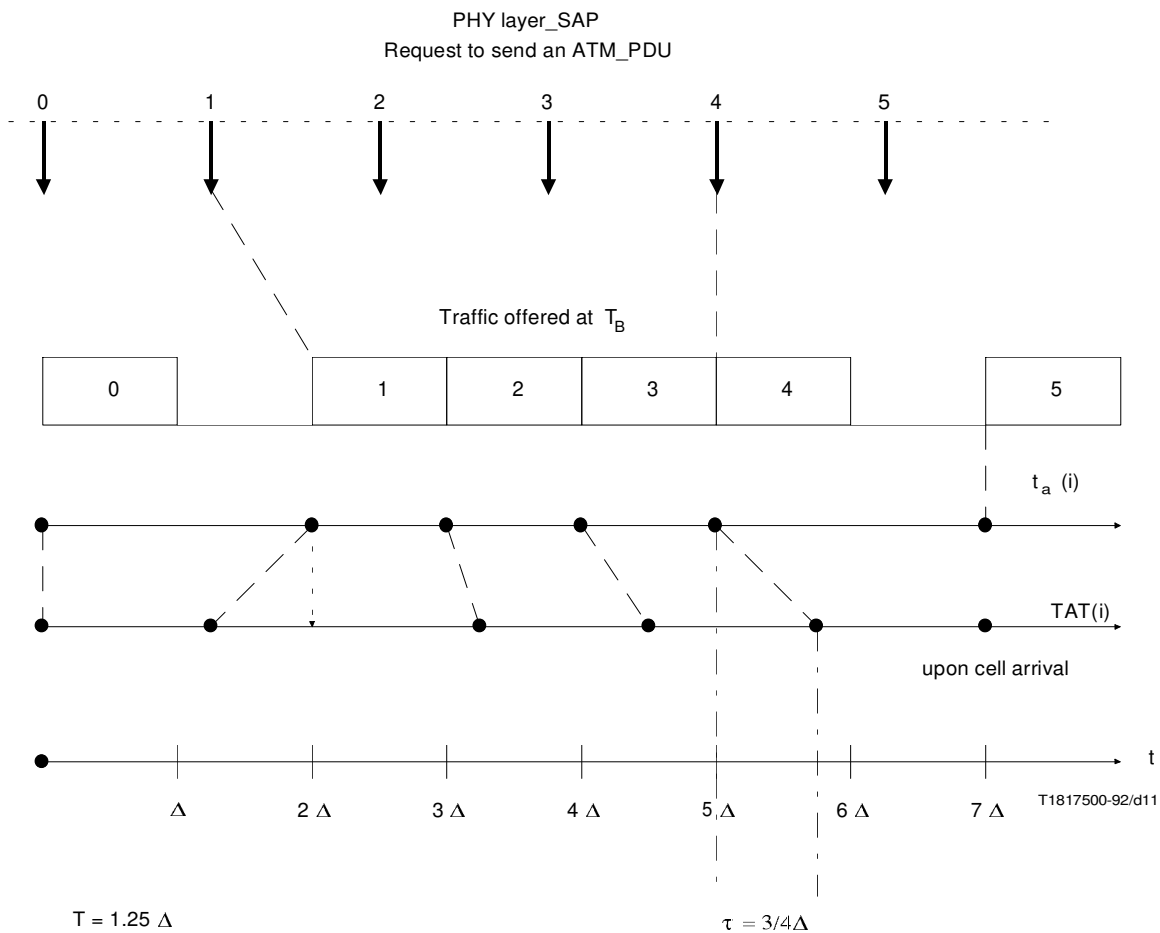 PHY layer_SAP
Request to send an ATM_PDU
0 1 2 3 4 5
Traffic offered at T_B
0 1 2 3 4 5
t_a (i)
TAT(i)
upon cell arrival
t
Δ 2 Δ 3 Δ 4 Δ 5 Δ 6 Δ 7 Δ
T1817500-92/d11
T = 1.25 Δ
τ = 3/4Δ